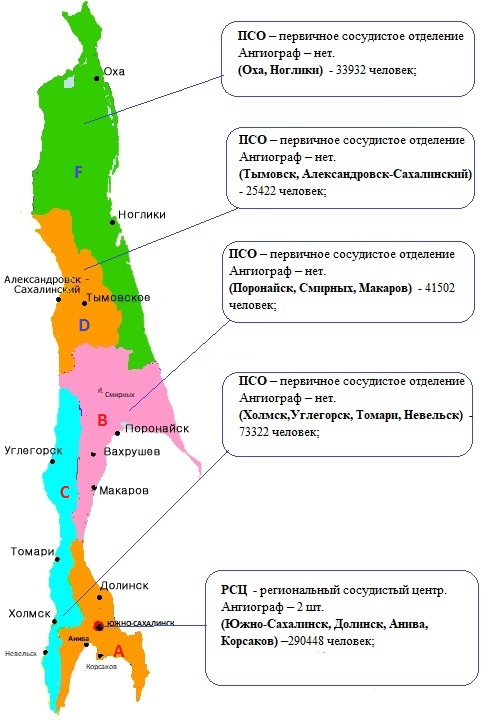 ПСО – первичное сосудистое отделение
Ангиограф – нет.
(Оха, Ноглики) - 33932 человек;
ПСО – первичное сосудистое отделение
Ангиограф – нет.
(Тымовск, Александровск-Сахалинский)
- 25422 человек;
ПСО – первичное сосудистое отделение
Ангиограф – нет.
(Поронайск, Смирных, Макаров) - 41502
человек;
ПСО – первичное сосудистое отделение
Ангиограф – нет.
(Холмск,Углегорск, Томари, Невельск) -
73322 человек;
РСЦ - региональный сосудистый центр.
Ангиограф – 2 шт.
(Южно-Сахалинск, Долинск, Анива,
Корсаков) –290448 человек;
Оха
F
Ноглики
Александровск -
Сахалинский
Тымовское
D
Смирных
B
Поронайск
Углегорск
Вахрушев
C
Макаров
Томари
Долинск
Холмск
ЮЖНО-САХАЛИНСК
Анива
Невельск
A
Корсаков